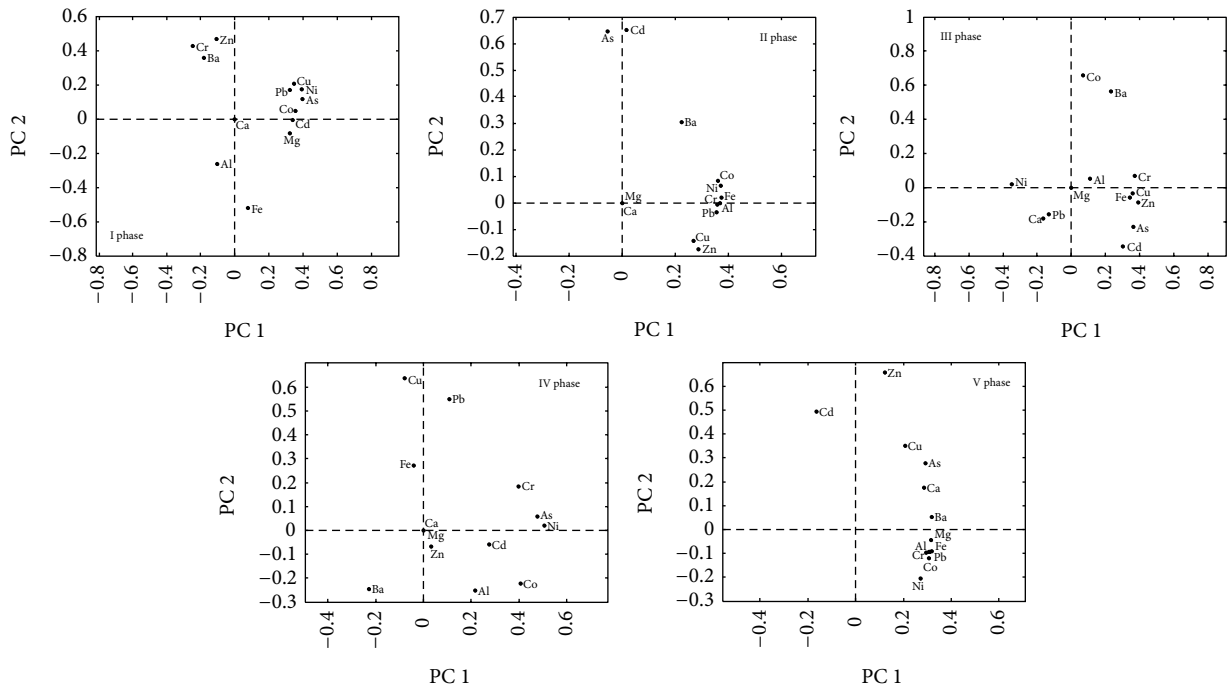 0.8
0.6
Zn
0.4
Cr
Ba
0.2
Cu
Pb
Ni
As
Co
0
Ca
Cd
Mg
−0.2
Al
−0.4
Fe
−0.6
I phase
−0.8
−0.8
−0.6
−0.4
−0.2
0
0.2
0.4
0.6
0.8
PC 1
PC 2
0.7
As
Cd
II phase
0.6
0.5
0.4
0.3
Ba
0.2
0.1
Co
Ni
Fe
Mg
Cr
0
Ca
Al
Pb
−0.1
Cu
Zn
−0.2
−0.4
−0.2
0
0.2
0.4
0.6
PC 1
PC 2
1
III phase
0.8
Co
0.6
Ba
0.4
0.2
Ni
Al
Cr
0
Mg
Cu
Fe
Zn
Ca
Pb
−0.2
As
Cd
−0.4
−0.8
−0.6
−0.4
−0.2
0
0.2
0.4
0.6
0.8
PC 1
PC 2
Cu
IV phase
0.6
Pb
0.5
0.4
0.3
Fe
0.2
Cr
0.1
As
Ca
Ni
0
Mg
Zn
Cd
−0.1
−0.2
Ba
Al
Co
−0.3
−0.4
−0.2
0
0.2
0.4
0.6
PC 1
PC 2
Zn
V phase
0.6
0.5
Cd
0.4
Cu
0.3
As
0.2
Ca
0.1
Ba
0
Mg
Al
Fe
−0.1
Cr
Pb
Co
−0.2
Ni
−0.3
−0.4
−0.2
0
0.2
0.4
0.6
PC 1
PC 2